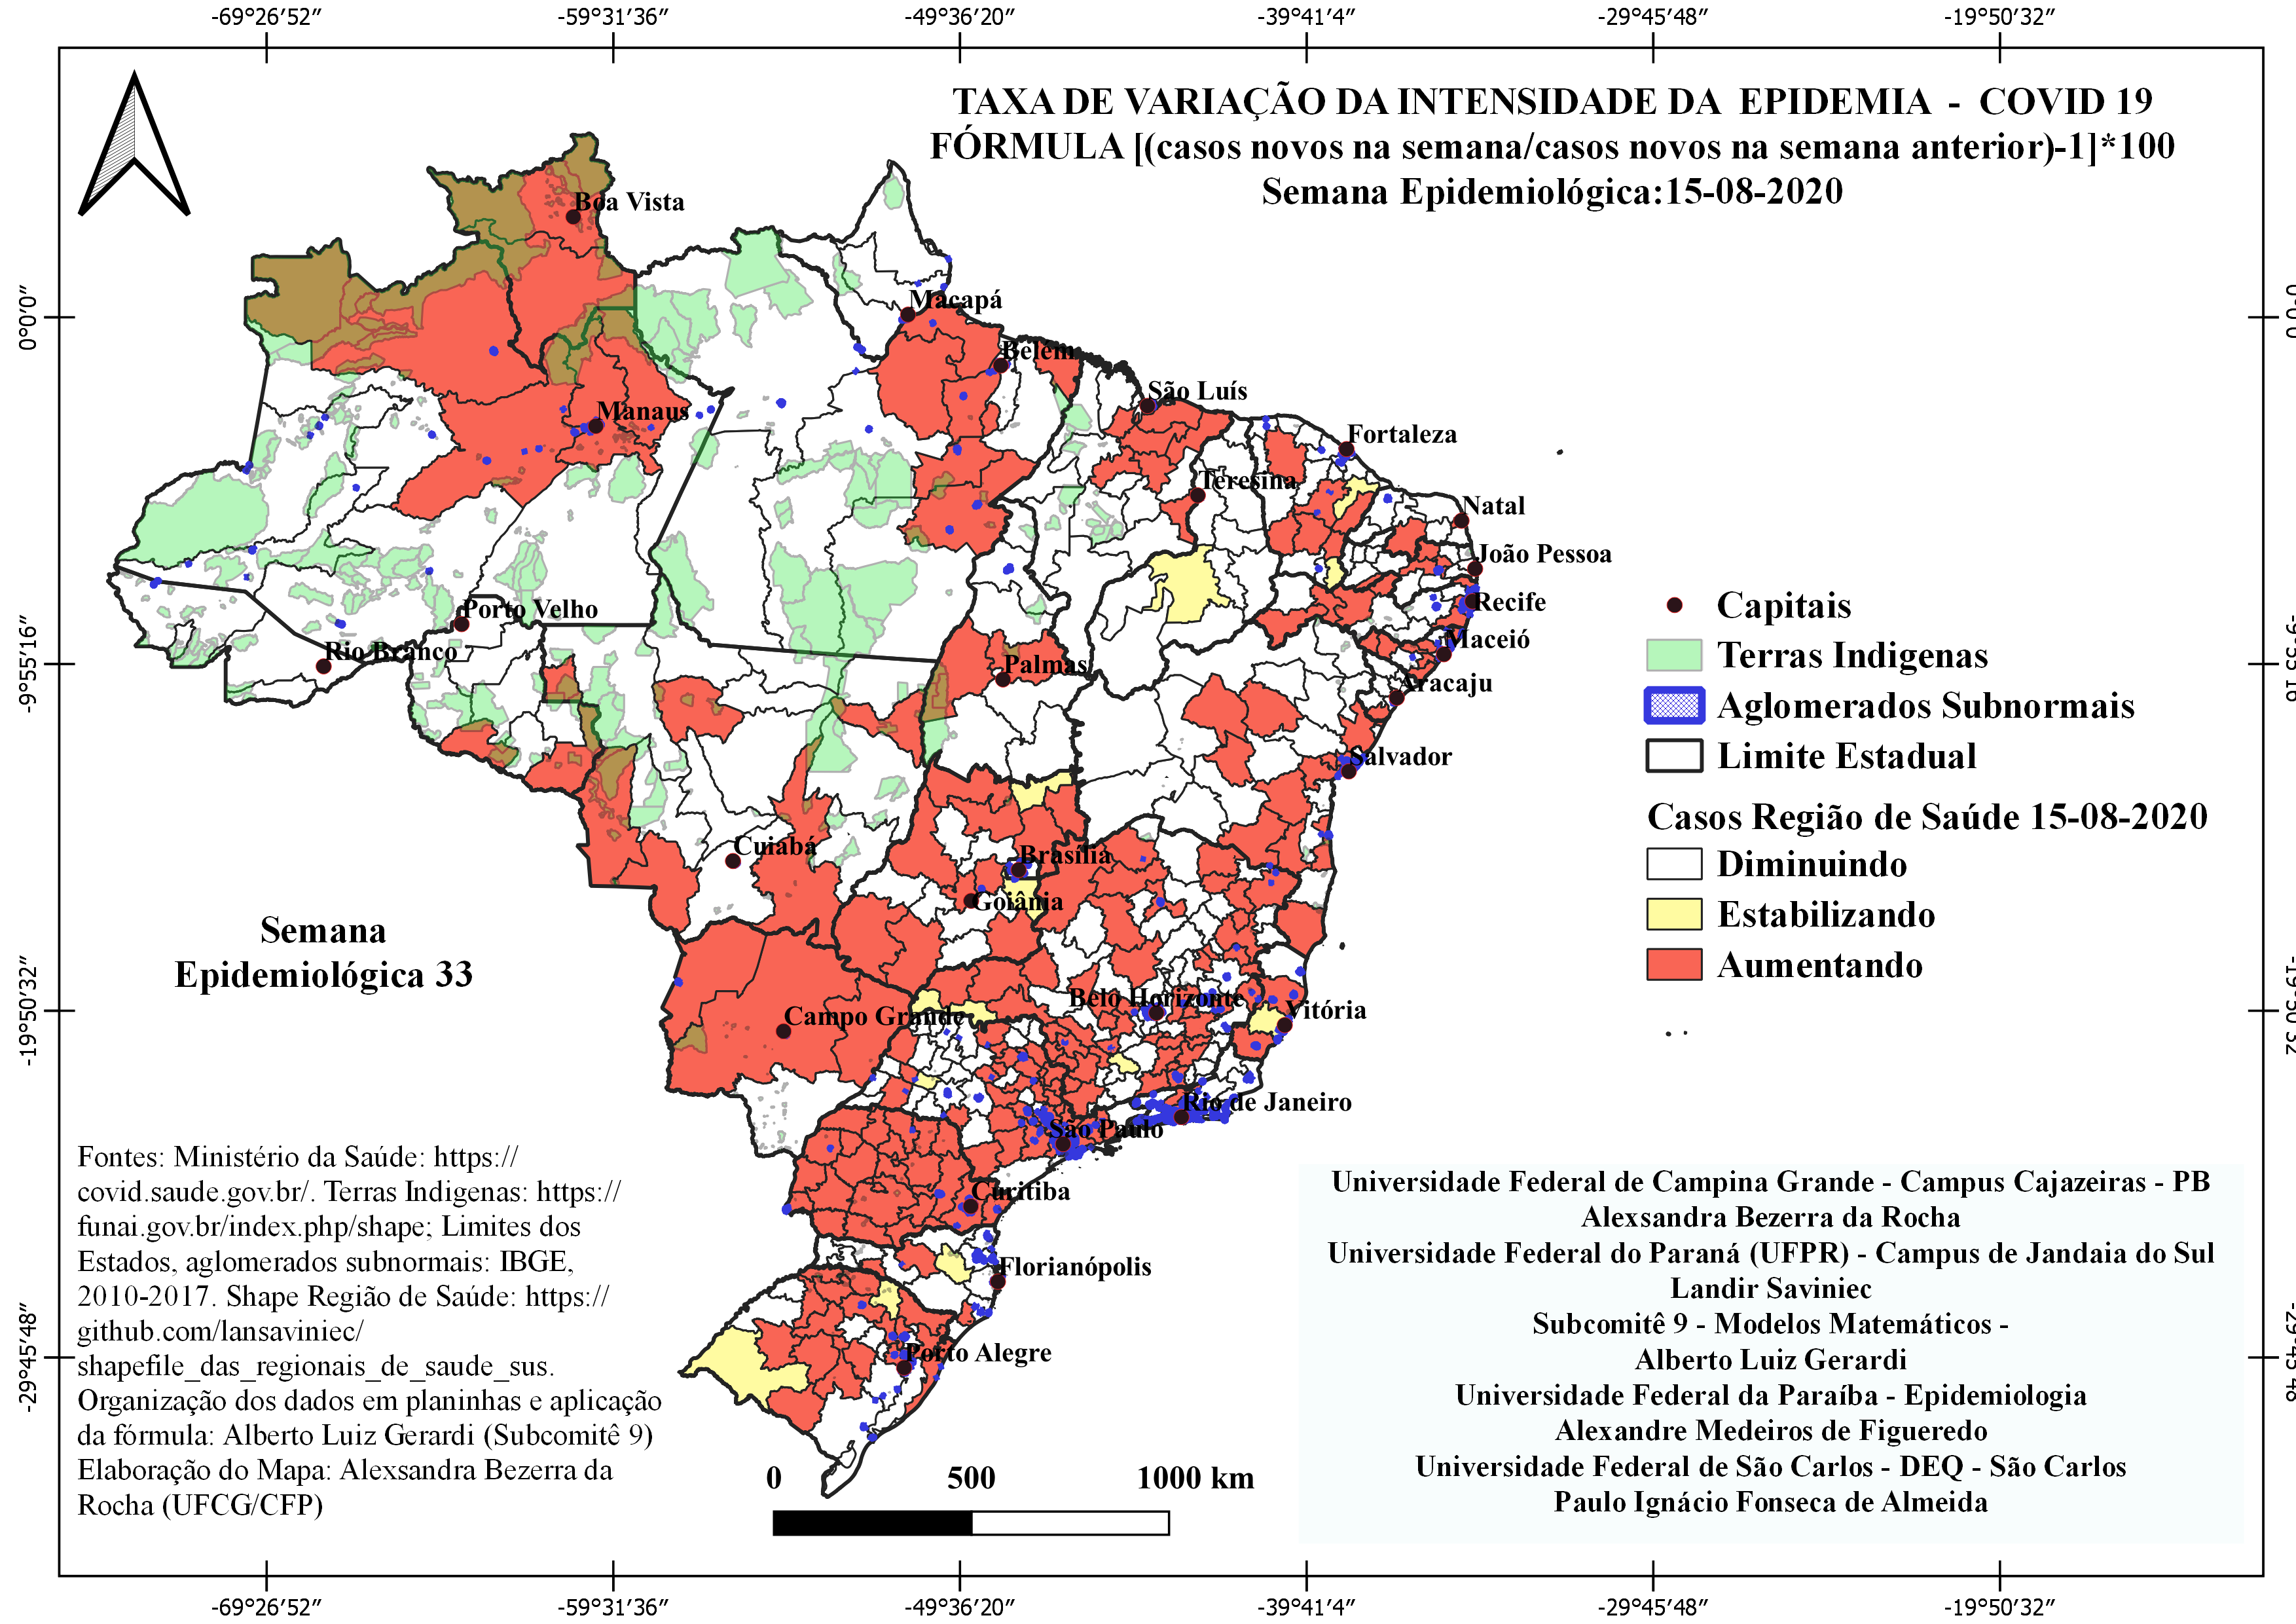 -69°26′52″ -59°31′36″ -49°36′20″ -39°41′4″ -29°45′48″ -19°50′32″
TAXA DE VARIAÇÃO DA INTENSIDADE DA EPIDEMIA - COVID 19
FÓRMULA [(casos novos na semana/casos novos na semana anterior)-1]*100
Semana Epidemiológica:15-08-2020
0°0′0″
-9°55′16″
-19°50′32″
-29°45′48″
0°0′0″
-9°55′16″
-19°50′32″
-29°45′48″
Boa Vista
Macapá
Belém
São Luís
Manaus
Fortaleza
Teresina
Natal
João Pessoa
Recife
Porto Velho
Maceió
Rio Branco
Palmas
Aracaju
Salvador
Cuiabá
Brasília
Goiânia
Belo Horizonte
Vitória
Campo Grande
Rio de Janeiro
São Paulo
Curitiba
Florianópolis
Porto Alegre
Capitais
Terras Indigenas
Aglomerados Subnormais
Limite Estadual
Casos Região de Saúde 15-08-2020
Diminuindo
Estabilizando
Aumentando
Semana
Epidemiológica 33
Fontes: Ministério da Saúde: https://
covid.saude.gov.br/. Terras Indigenas: https://
funai.gov.br/index.php/shape; Limites dos
Estados, aglomerados subnormais: IBGE,
2010-2017. Shape Região de Saúde: https://
github.com/lansaviniec/
shapefile_das_regionais_de_saude_sus.
Organização dos dados em planinhas e aplicação
da fórmula: Alberto Luiz Gerardi (Subcomitê 9)
Elaboração do Mapa: Alexsandra Bezerra da
Rocha (UFCG/CFP)
0 500 1000 km
Universidade Federal de Campina Grande - Campus Cajazeiras - PB
Alexsandra Bezerra da Rocha
Universidade Federal do Paraná (UFPR) - Campus de Jandaia do Sul
Landir Saviniec
Subcomitê 9 - Modelos Matemáticos -
Alberto Luiz Gerardi
Universidade Federal da Paraíba - Epidemiologia
Alexandre Medeiros de Figueredo
Universidade Federal de São Carlos - DEQ - São Carlos
Paulo Ignácio Fonseca de Almeida
-69°26′52″ -59°31′36″ -49°36′20″ -39°41′4″ -29°45′48″ -19°50′32″